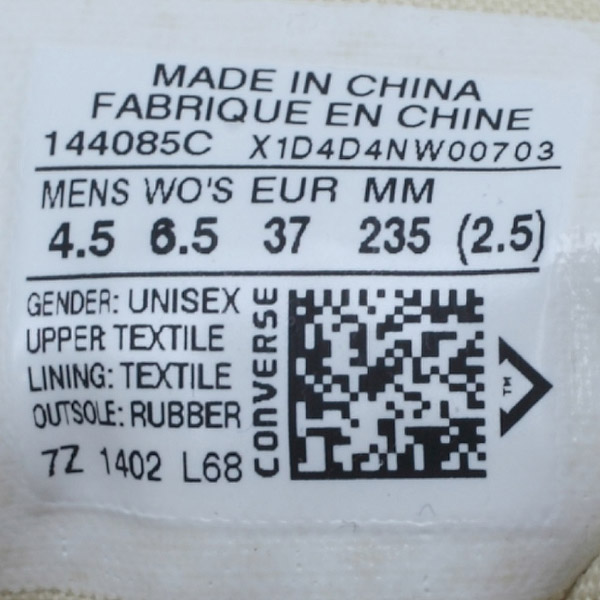 MADE IN CHINA
FABRIQUE EN CHINE
144085C X1D4D4NW00703
MENS WO'S EUR MM
4.5 6.5 37 235 (2.5)
GENDER: UNISEX
UPPER TEXTILE
LINING: TEXTILE
OUTSOLE: RUBBER
7Z 1402 L68
CONVERSE
TM